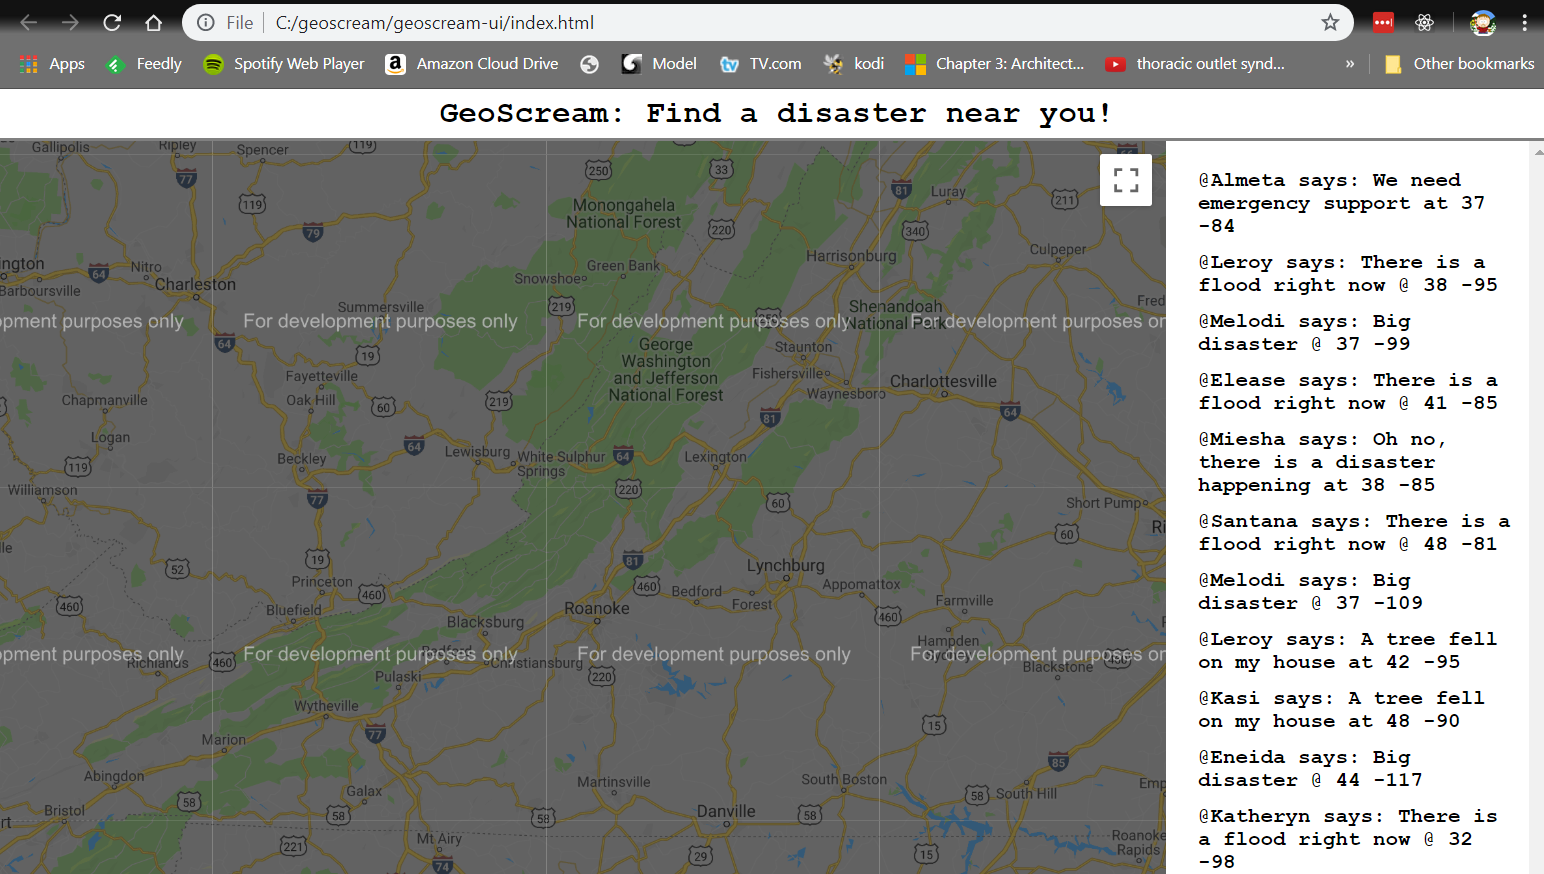 File C:/geoscream/geoscream-ui/index.html
Apps Feedly Spotify Web Player Amazon Cloud Drive Model TV.com kodi Chapter 3: Architect... thoracic outlet synd... » Other bookmarks
GeoScream: Find a disaster near you!
Gallipolis
Ripley
Spencer
119
250
33
77
81
Luray
211
119
Monongahela
National Forest
79
220
340
Culpeper
Harrisonburg
ington
64
Nitro
Charleston
Barboursville
Snowshoe
Green Bank
Summersville
219
Shenandoah
National Park
Fred
opment purposes only
For development purposes only
For development purposes only
For development purposes or
64
19
George
Washington
and Jefferson
National Forest
Staunton
Fishersville
Waynesboro
Charlottesville
Fayetteville
Oak Hill
60
219
Chapmanville
81
64
Logan
64
Lewisburg
White Sulphur
Springs
64
Lexington
Beckley
119
Williamson
77
220
60
Short Pump
Ri
lle
60
52
19
81
Princeton
460
460
Lynchburg
Bedford
Forest
Appomattox
460
Roanoke
Farmville
460
Bluefield
Blacksburg
Hampden
opment purposes only
For development purposes only
For development purposes only
For development purposes or
Richlands
460
Christiansburg
220
Blackstone
460
Pulaski
Wytheville
77
15
Marion
85
Abingdon
Martinsville
South Boston
Emp
58
Galax
58
South Hill
Bristol
58
58
Danville
58
rt
Mt Airy
221
74
29
15
Roanoke
Rapids
@Almeta says: We need
emergency support at 37
-84
@Leroy says: There is a
flood right now @ 38 -95
@Melodi says: Big
disaster @ 37 -99
@Elease says: There is a
flood right now @ 41 -85
@Miesha says: Oh no,
there is a disaster
happening at 38 -85
@Santana says: There is a
flood right now @ 48 -81
@Melodi says: Big
disaster @ 37 -109
@Leroy says: A tree fell
on my house at 42 -95
@Kasi says: A tree fell
on my house at 48 -90
@Eneida says: Big
disaster @ 44 -117
@Katheryn says: There is
a flood right now @ 32
-98